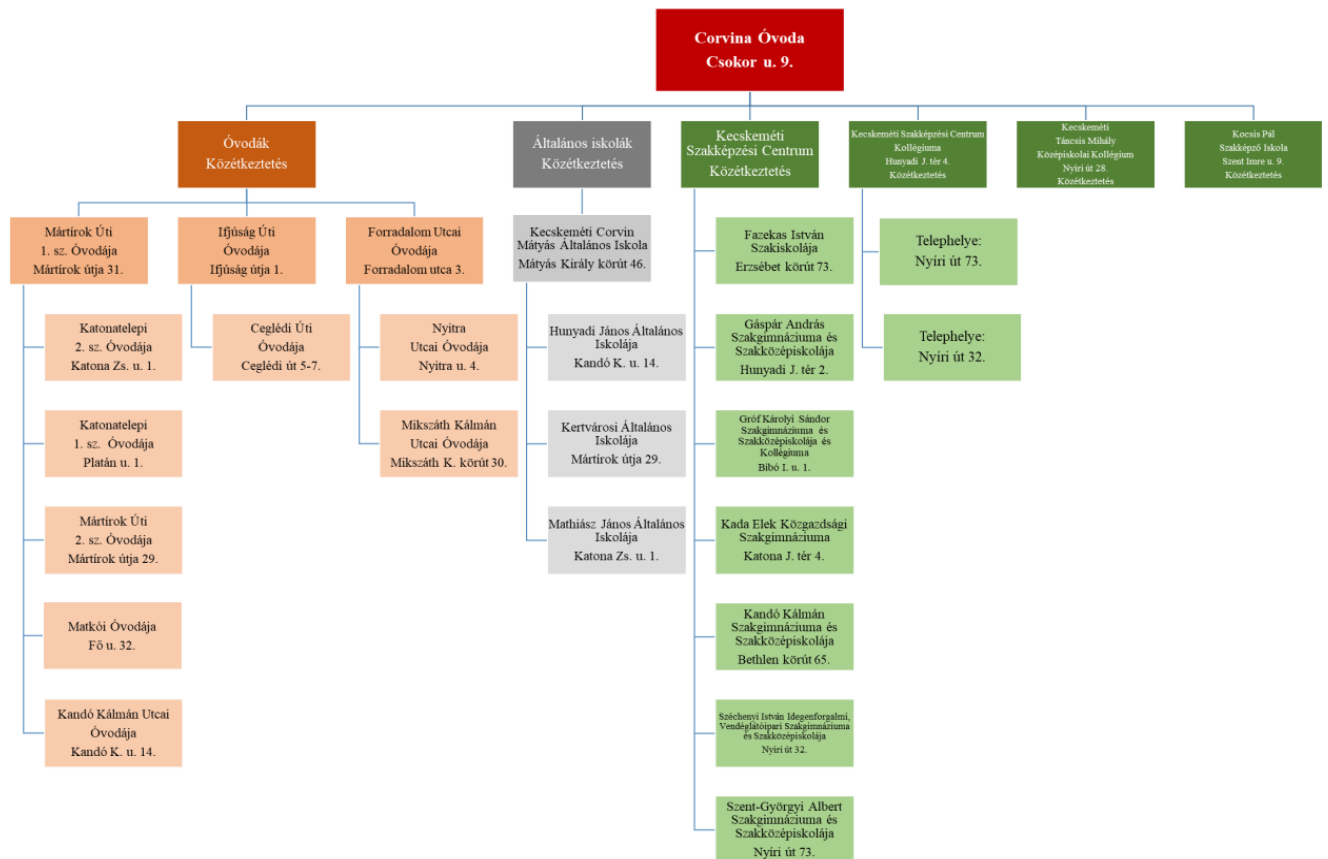 Corvina Óvoda
Csokor u. 9.
Óvodák
Közétkeztetés
Általános iskolák
Közétkeztetés
Kecskeméti
Szakképzési Centrum
Közétkeztetés
Kecskeméti Szakképzési Centrum
Kollégiuma
Hunyadi J. tér 4.
Közétkeztetés
Kecskeméti
Táncsis Mihály
Középiskolai Kollégium
Nyíri út 28.
Közétkeztetés
Kocsis Pál
Szakképző Iskola
Szent Imre u. 9.
Közétkeztetés
Mártírok Úti
1. sz. Óvodája
Mártírok útja 31.
Ifjúság Úti
Óvodája
Ifjúság útja 1.
Forradalom Utcai
Óvodája
Forradalom utca 3.
Kecskeméti Corvin
Mátyás Általános Iskola
Mátyás Király körút 46.
Fazekas István
Szakiskolája
Erzsébet körút 73.
Telephelye:
Nyíri út 73.
Katonatelepi
2. sz. Óvodája
Katona Zs. u. 1.
Ceglédi Úti
Óvodája
Ceglédi út 5-7.
Nyitra
Utcai Óvodája
Nyitra u. 4.
Hunyadi János Általános
Iskolája
Kandó K. u. 14.
Gáspár András
Szakgimnáziuma és
Szakközépiskolája
Hunyadi J. tér 2.
Telephelye:
Nyíri út 32.
Katonatelepi
1. sz. Óvodája
Platán u. 1.
Mikszáth Kálmán
Utcai Óvodája
Mikszáth K. körút 30.
Kertvárosi Általános
Iskolája
Mártírok útja 29.
Gróf Károlyi Sándor
Szakgimnáziuma és
Szakközépiskolája és
Kollégiuma
Bibó I. u. 1.
Mártírok Úti
2. sz. Óvodája
Mártírok útja 29.
Mathiász János Általános
Iskolája
Katona Zs. u. 1.
Kada Elek Közgazdsági
Szakgimnáziuma
Katona J. tér 4.
Matkói Óvodája
Fő u. 32.
Kandó Kálmán
Szakgimnáziuma és
Szakközépiskolája
Bethlen körút 65.
Kandó Kálmán Utcai
Óvodája
Kandó K. u. 14.
Széchenyi István Idegenforgalmi,
Vendéglátóipari Szakgimnáziuma
és Szakközépiskolája
Nyíri út 32.
Szent-Györgyi Albert
Szakgimnáziuma és
Szakközépiskolája
Nyíri út 73.